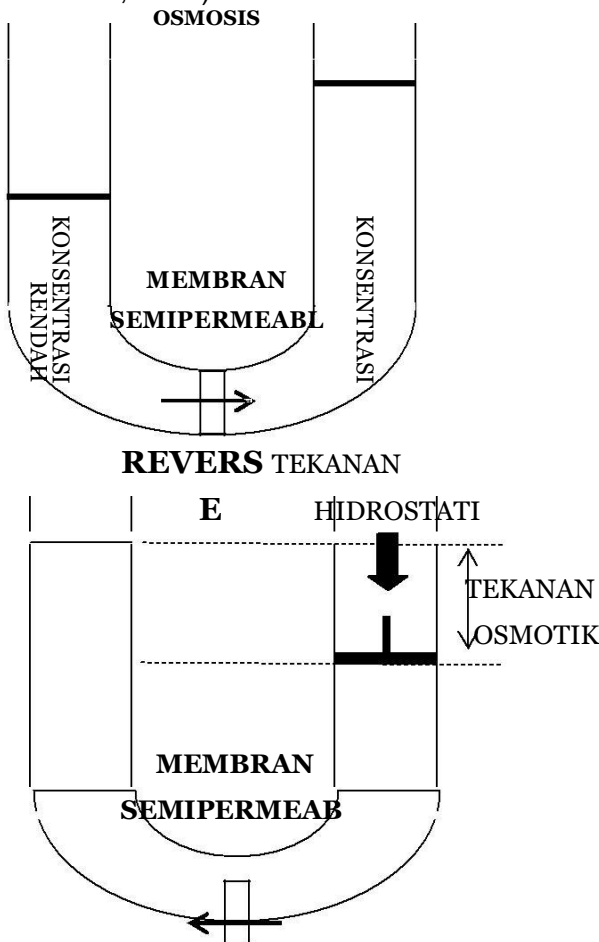 OSMOSIS
KONSENTRASI
RENDAH
MEMBRAN
SEMIPERMEABL
KONSENTRASI
REVERS TEKANAN
E HIDROSTATI
TEKANAN
OSMOTIK
MEMBRAN
SEMIPERMEAB